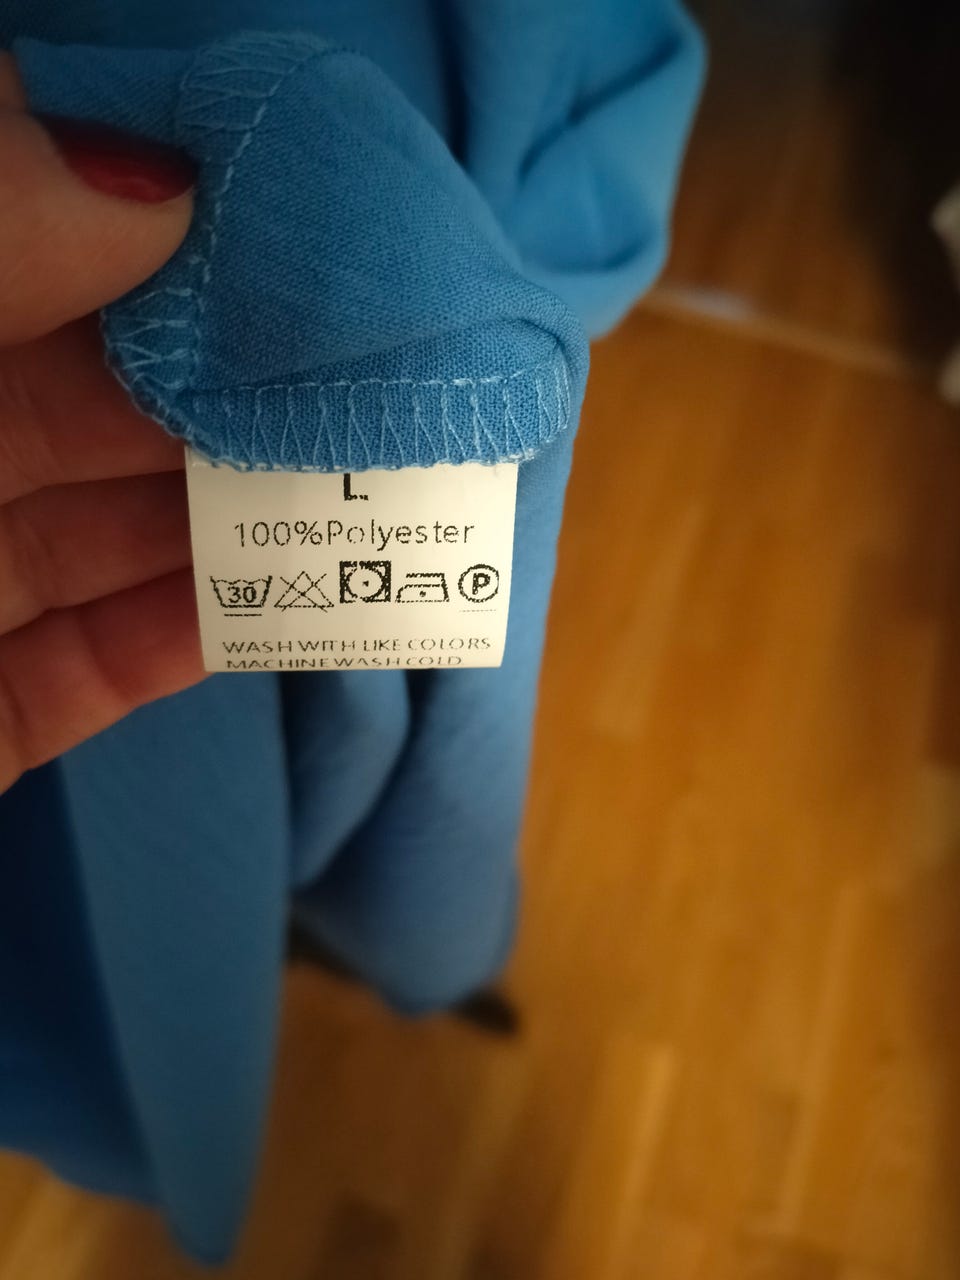 L
100%Polyester
30 P
WASH WITH LIKE COLORS
MACHINE WASH COLD